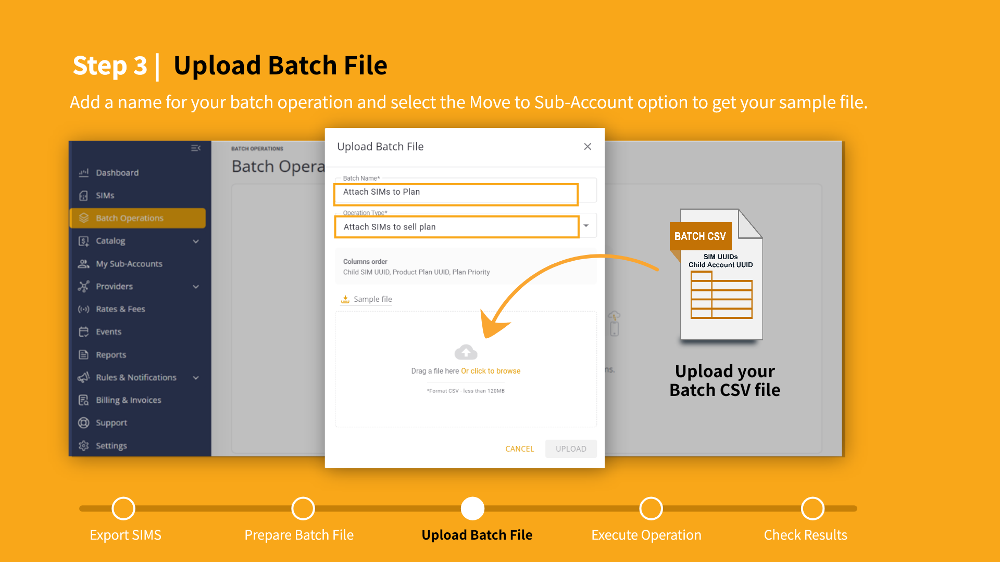 Step 3 | Upload Batch File
Add a name for your batch operation and select the Move to Sub-Account option to get your sample file.
Dashboard
SIMs
Batch Operations
Catalog
My Sub-Accounts
Providers
Rates & Fees
Events
Reports
Rules & Notifications
Billing & Invoices
Support
Settings
BATCH OPERATIONS
Batch Opera
Upload Batch File
Batch Name*
Attach SIMs to Plan
Operation Type*
Attach SIMs to sell plan
Columns order
Child SIM UUID, Product Plan UUID, Plan Priority
Sample file
Drag a file here Or click to browse
*Format CSV - less than 120MB
CANCEL
UPLOAD
ns.
BATCH CSV
SIM UUIDs
Child Account UUID
Upload your
Batch CSV file
Export SIMS
Prepare Batch File
Upload Batch File
Execute Operation
Check Results